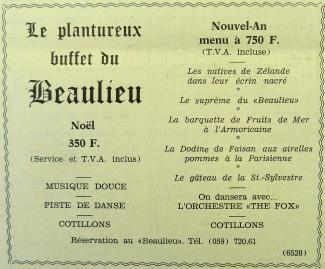 Le plantureux
buffet du
Beaulieu
Noël
350 F.
(Service et T.V.A. inclus)
MUSIQUE DOUCE
PISTE DE DANSE
COTILLONS
Nouvel-An
menu à 750 F.
(T.V.A. incluse)
Les natives de Zélande
dans leur écrin nacré
*
Le suprême du «Beaulieu»
*
La barquette de Fruits de Mer
à l'Armoricaine
*
La Dodine de Faisan aux airelles
pommes à la Parisienne
*
Le gâteau de la St.-Sylvestre
On dansera avec...
L'ORCHESTRE «THE FOX»
COTILLONS
Réservation au «Beaulieu». Tél. (059) 720.61
(6528)